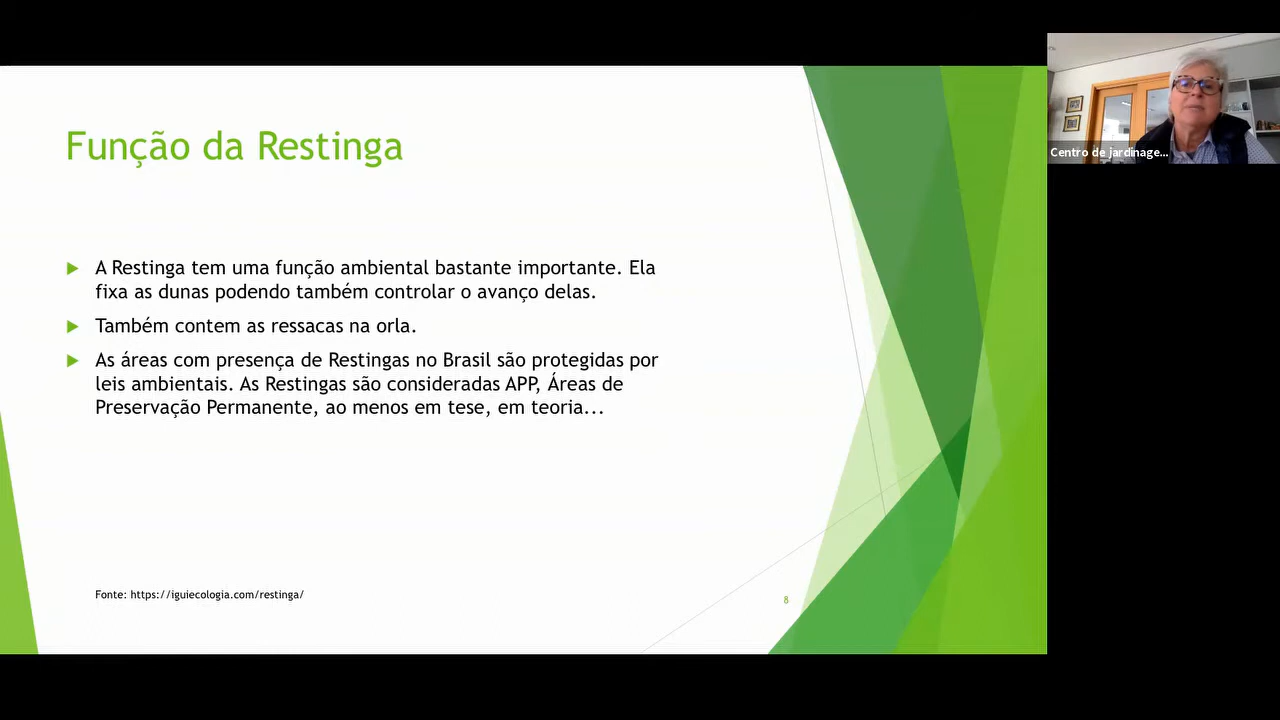 Função da Restinga
A Restinga tem uma função ambiental bastante importante. Ela
fixa as dunas podendo também controlar o avanço delas.
Também contem as ressacas na orla.
As áreas com presença de Restingas no Brasil são protegidas por
leis ambientais. As Restingas são consideradas APP, Áreas de
Preservação Permanente, ao menos em tese, em teoria...
Fonte: https://iguiecologia.com/restinga/
8
Centro de jardinage...